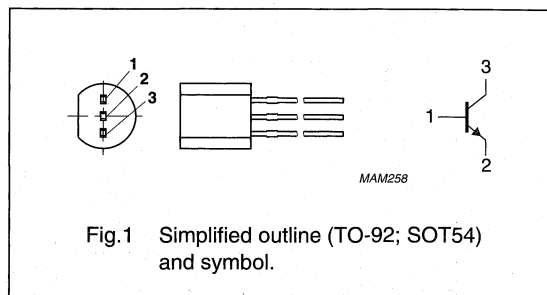 1
2
3
3
1
2
MAM258
Fig.1 Simplified outline (TO-92; SOT54)
and symbol.